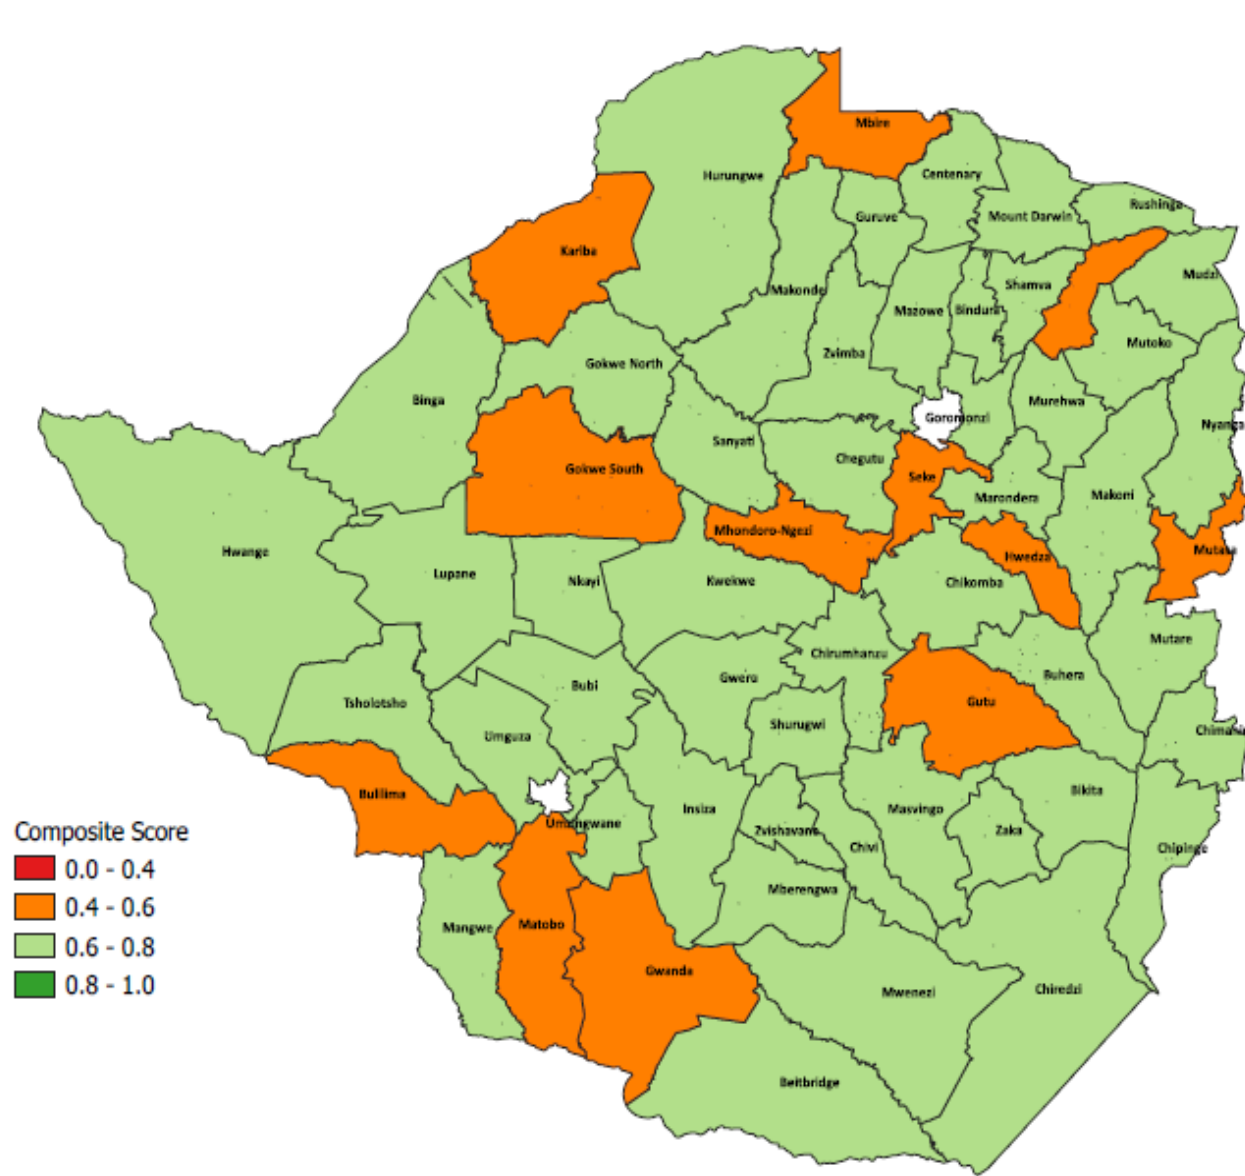 Mbire
Hurungwe
Centenary
Rushinga
Guruve
Mount Darwin
Kariba
Mudzi
Makonde
Shamva
Mazowe
Bindura
Mutoko
Zvimba
Gokwe North
Binga
Murehwa
Goromonzi
Nyanga
Sanyati
Chegutu
Gokwe South
Seke
Marondera
Makoni
Mhondoro-Ngezi
Hwange
Mutasa
Hwedza
Lupane
Nkayi
Kwekwe
Chikomba
Mutare
Chirumhanzu
Buhera
Gweru
Bubi
Tsholotsho
Gutu
Shurugwi
Chimani
Umguza
Bulilima
Bikita
Insiza
Masvingo
Umzingwane
Zvishavane
Zaka
Composite Score
Chivi
Chipinge
0.0 - 0.4
Mberengwa
0.4 - 0.6
Matobo
Mangwe
0.6 - 0.8
Gwanda
0.8 - 1.0
Chiredzi
Mwenezi
Beitbridge